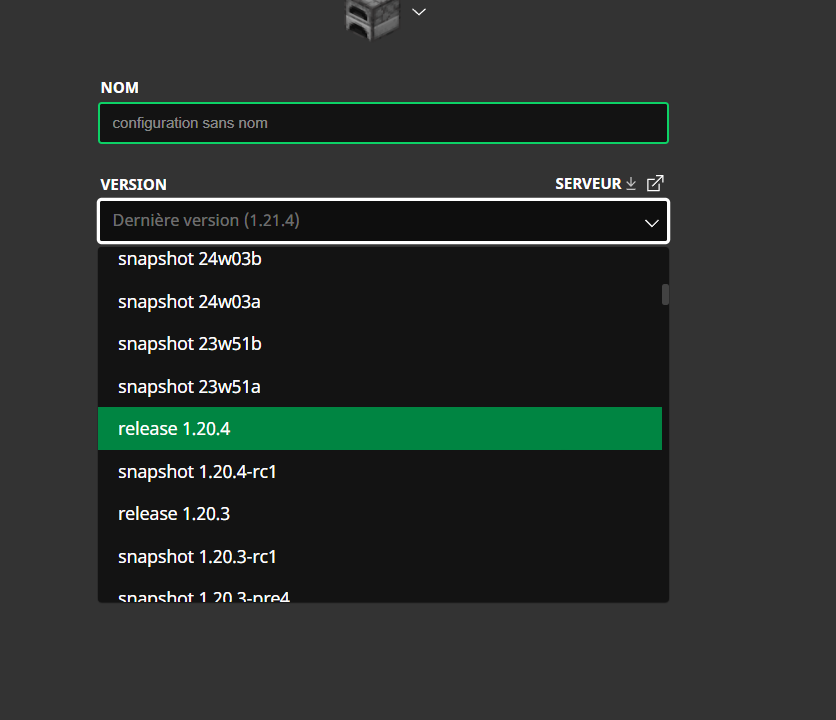 NOM
configuration sans nom
VERSION
SERVEUR
Dernière version (1.21.4)
snapshot 24w03b
snapshot 24w03a
snapshot 23w51b
snapshot 23w51a
release 1.20.4
snapshot 1.20.4-rc1
release 1.20.3
snapshot 1.20.3-rc1
snapshot 1.20.3-pre4